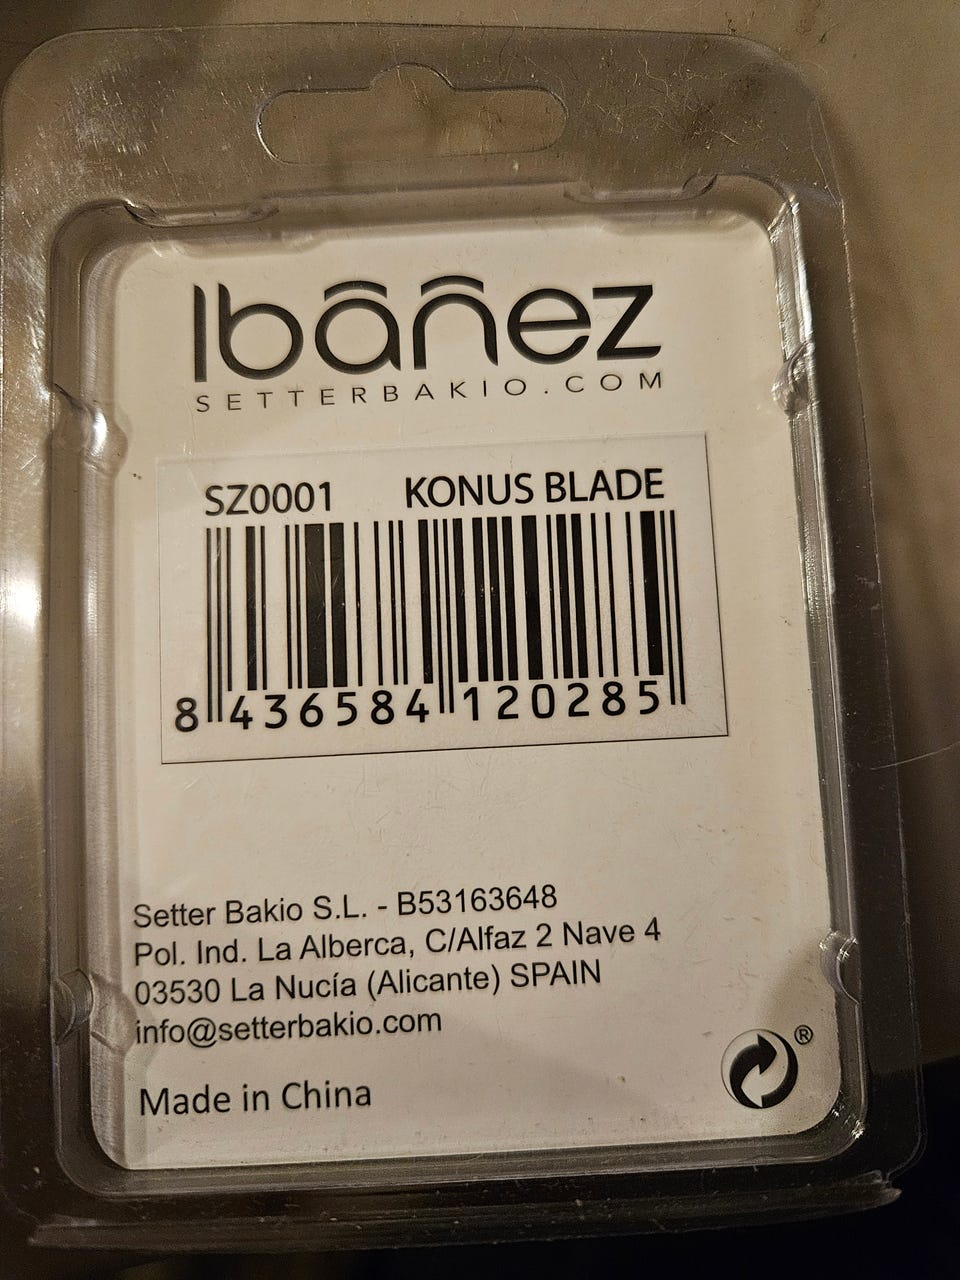 Ibâñez
SETTERBAKIO.COM
SZ0001 KONUS BLADE
8 436584 120285
Setter Bakio S.L. - B53163648
Pol. Ind. La Alberca, C/Alfaz 2 Nave 4
03530 La Nucía (Alicante) SPAIN
info@setterbakio.com
Made in China
®